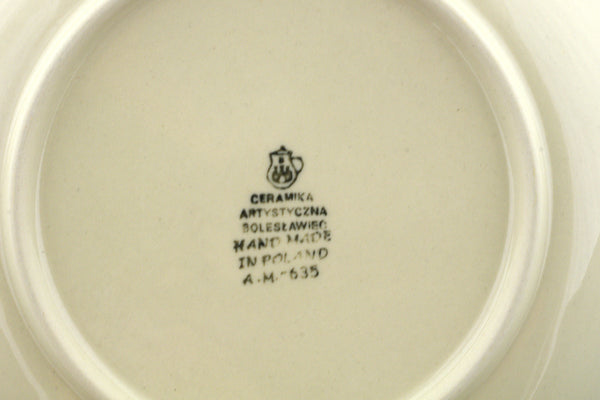 CERAMIKA
ARTYSTYCZNA
BOLESŁAWIEC
HAND MADE
IN POLAND
A.M.-635